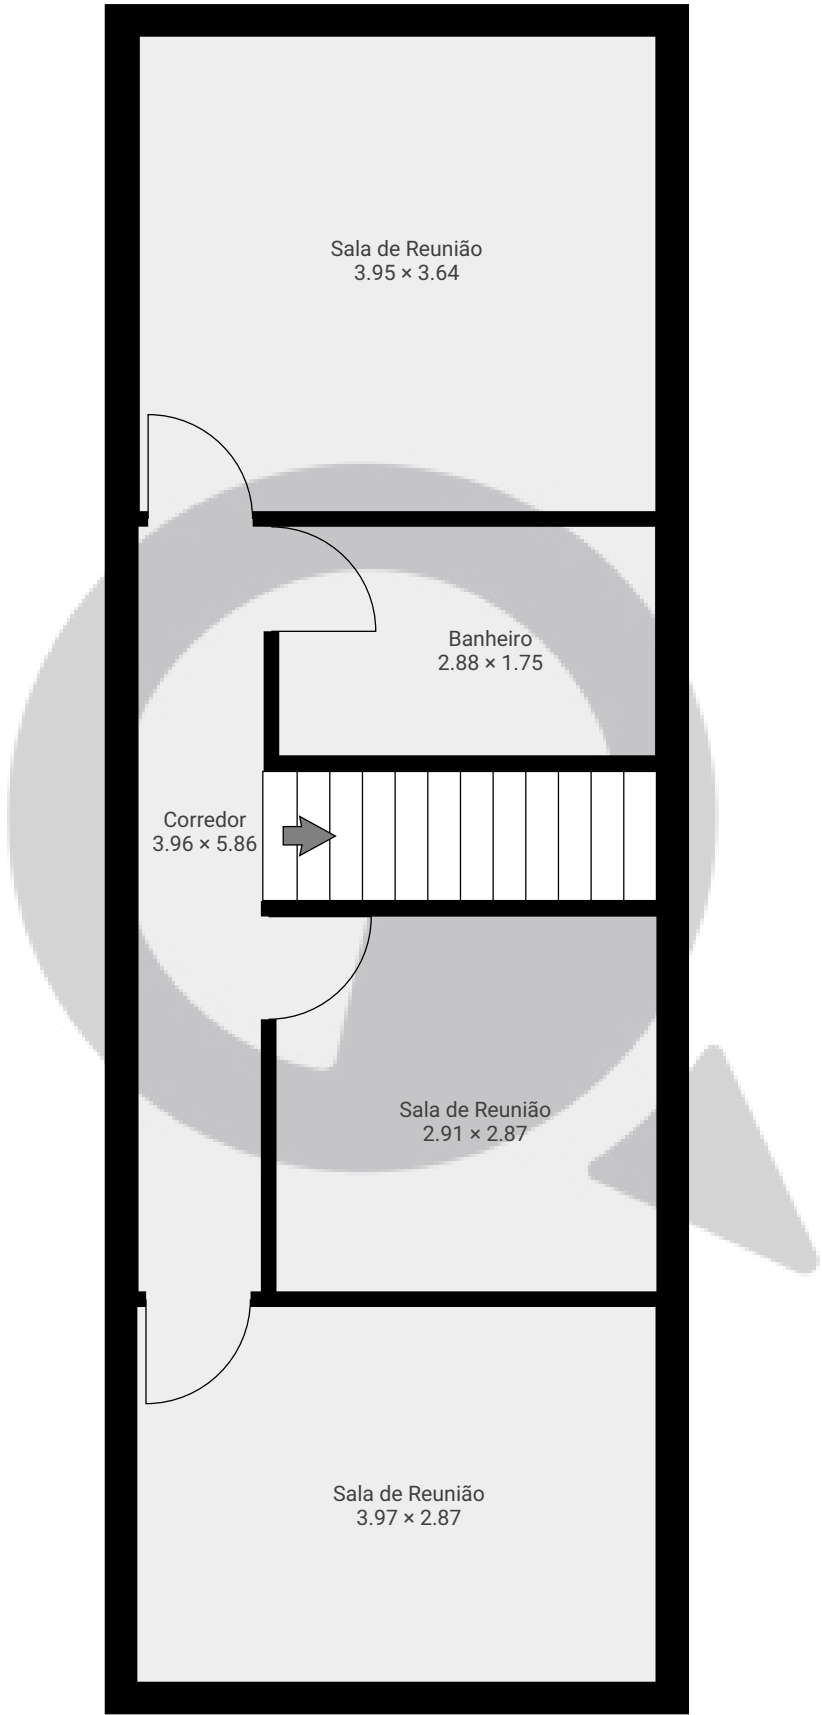 Sala de Reunião
3.95 × 3.64
Banheiro
2.88 × 1.75
Corredor
3.96 × 5.86
Sala de Reunião
2.91 × 2.87
Sala de Reunião
3.97 × 2.87